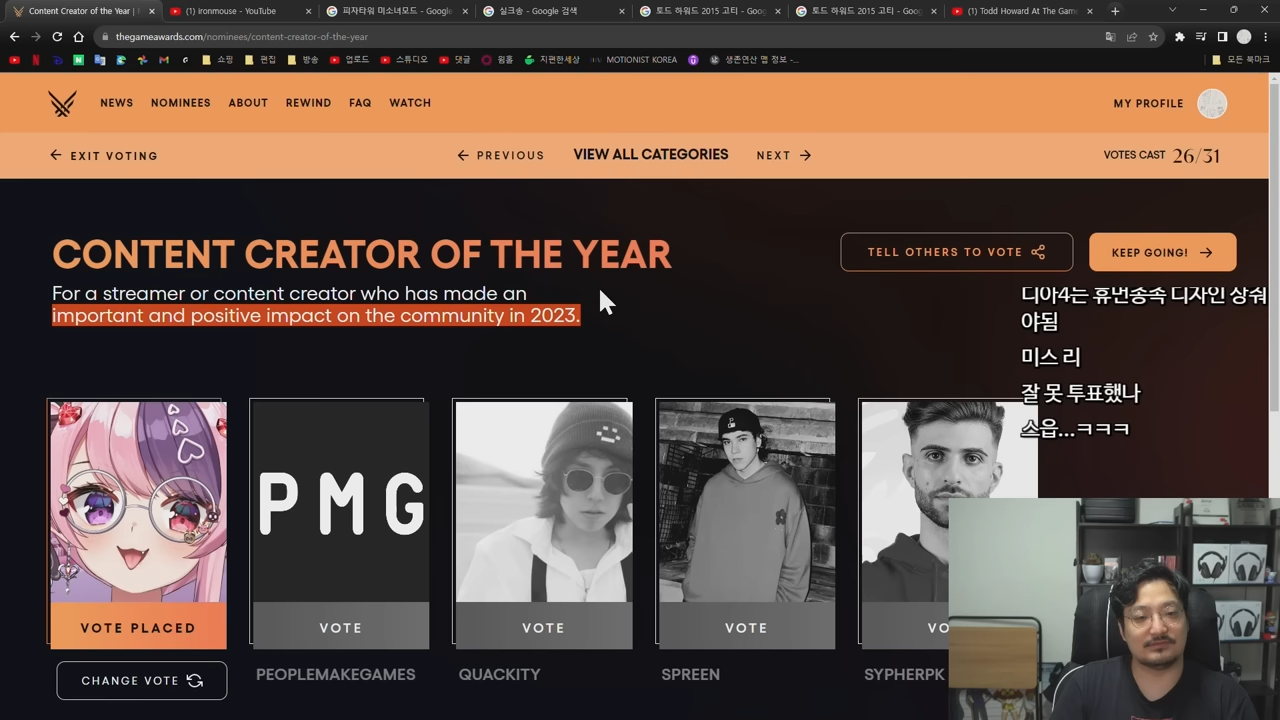 Content Creator of the Year |
(1) ironmouse - YouTube
피자타워 미소녀모드 - Google
실크송 - Google 검색
토드 하워드 2015 고티 - Goog
토드 하워드 2015 고티 - Goog
(1) Todd Howard At The Gam
thegameawards.com/nominees/content-creator-of-the-year
쇼핑
편집
방송
업로드
스튜디오
댓글
윔홈
지편한세상
MOTIONIST KOREA
생존연산 맵 정보 -...
모든 북마크
NEWS
NOMINEES
ABOUT
REWIND
FAQ
WATCH
MY PROFILE
EXIT VOTING
PREVIOUS
VIEW ALL CATEGORIES
NEXT
VOTES CAST 26/31
CONTENT CREATOR OF THE YEAR
TELL OTHERS TO VOTE
KEEP GOING!
For a streamer or content creator who has made an
important and positive impact on the community in 2023.
디아4는 휴먼종족 디자인 상줘
야됨
미스 리
잘 못 투표했나
스읍...ㅋㅋㅋ
PMG
VOTE PLACED
VOTE
VOTE
VOTE
VO
CHANGE VOTE
PEOPLEMAKEGAMES
QUACKITY
SPREEN
SYPHERPK